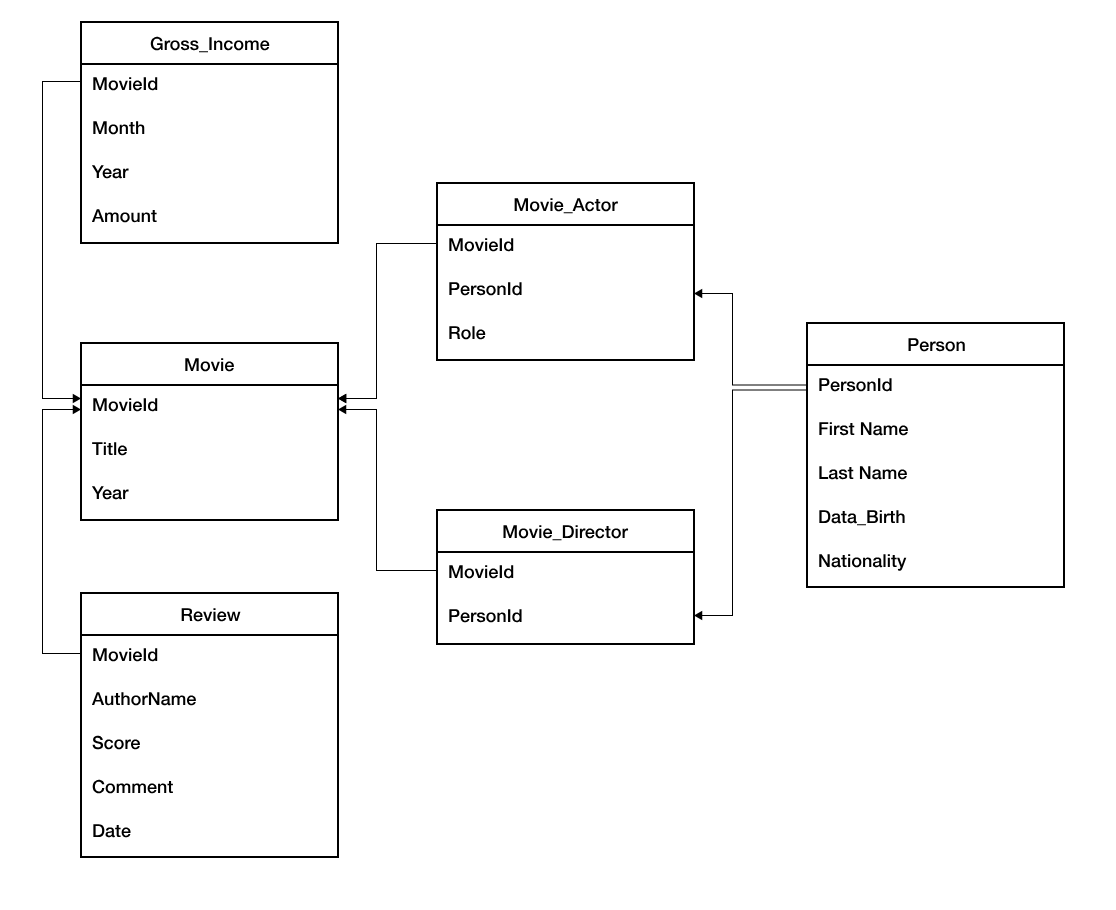 Gross_Income
MovieId
Month
Year
Amount
Movie
MovieId
Title
Year
Review
MovieId
AuthorName
Score
Comment
Date
Movie_Actor
MovieId
PersonId
Role
Movie_Director
MovieId
PersonId
Person
PersonId
First Name
Last Name
Data_Birth
Nationality